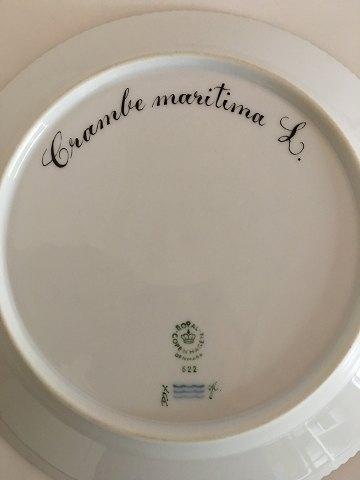 Crambe maritima L.
ROYAL
COPENHAGEN
DENMARK
622